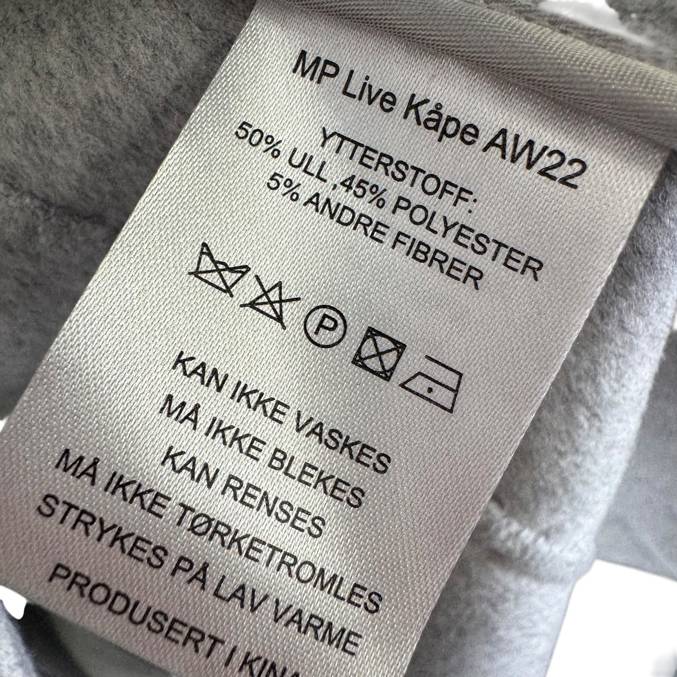 MP Live Kåpe AW22
YTTERSTOFF:
50% ULL ,45% POLYESTER
5% ANDRE FIBRER
P
KAN IKKE VASKES
MÅ IKKE BLEKES
KAN RENSES
MÅ IKKE TØRKETROMLES
STRYKES PÅ LAV VARME
PRODUSERT I KINA